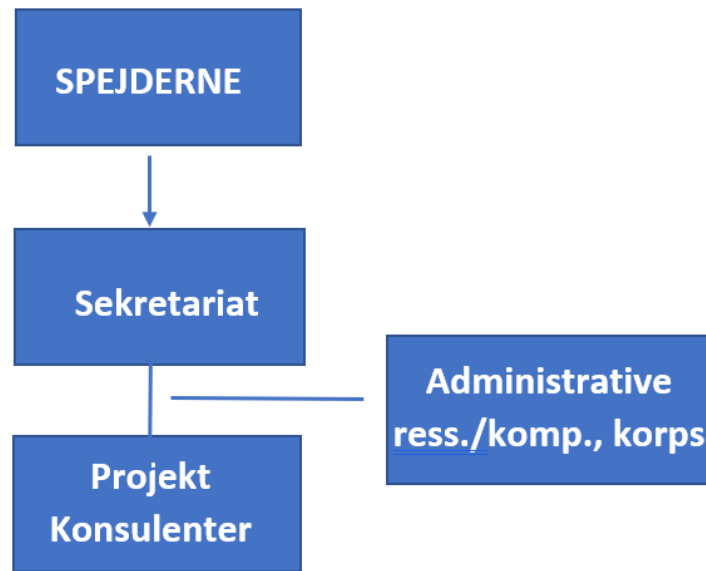 SPEJDERNE
Sekretariat
Administrative
ress./komp., korps
Projekt
Konsulenter